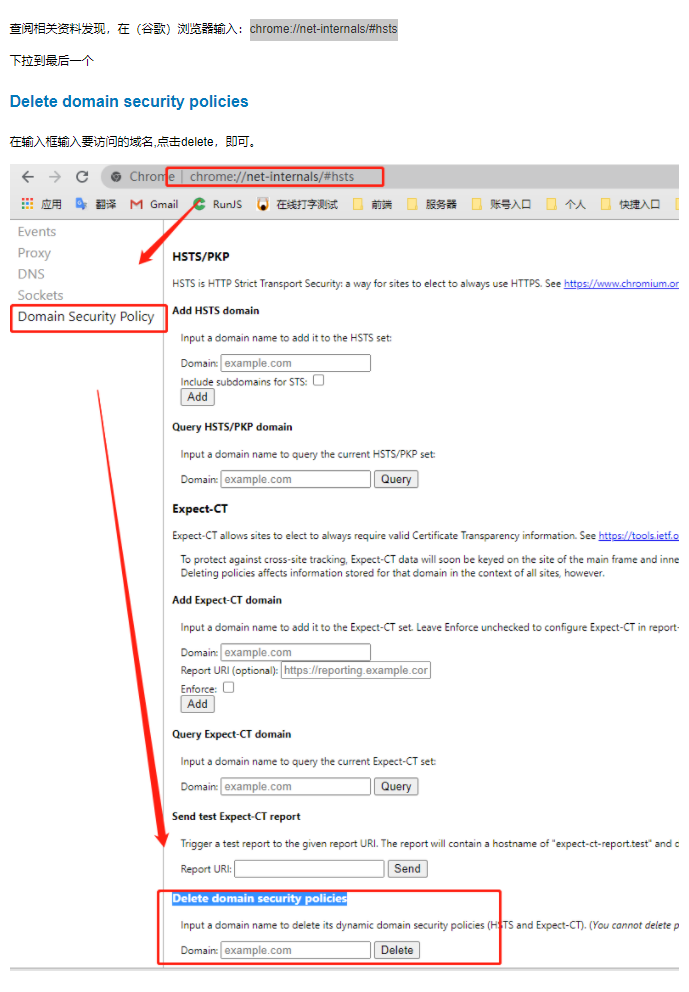 查阅相关资料发现，在（谷歌）浏览器输入：chrome://net-internals/#hsts
下拉到最后一个
Delete domain security policies
在输入框输入要访问的域名,点击delete，即可。
Chrome | chrome://net-internals/#hsts
应用 翻译 Gmail RunJS 在线打字测试 前端 服务器 账号入口 个人 快捷入口
Events
Proxy
DNS
Sockets
Domain Security Policy
HSTS/PKP
HSTS is HTTP Strict Transport Security: a way for sites to elect to always use HTTPS. See https://www.chromium.or
Add HSTS domain
Input a domain name to add it to the HSTS set:
Domain: example.com
Include subdomains for STS:
Add
Query HSTS/PKP domain
Input a domain name to query the current HSTS/PKP set:
Domain: example.com Query
Expect-CT
Expect-CT allows sites to elect to always require valid Certificate Transparency information. See https://tools.ietf.o
To protect against cross-site tracking, Expect-CT data will soon be keyed on the site of the main frame and inne
Deleting policies affects information stored for that domain in the context of all sites, however.
Add Expect-CT domain
Input a domain name to add it to the Expect-CT set. Leave Enforce unchecked to configure Expect-CT in report-
Domain: example.com
Report URI (optional): https://reporting.example.cor
Enforce:
Add
Query Expect-CT domain
Input a domain name to query the current Expect-CT set:
Domain: example.com Query
Send test Expect-CT report
Trigger a test report to the given report URI. The report will contain a hostname of "expect-ct-report.test" and c
Report URI: Send
Delete domain security policies
Input a domain name to delete its dynamic domain security policies (HSTS and Expect-CT). (You cannot delete p
Domain: example.com Delete